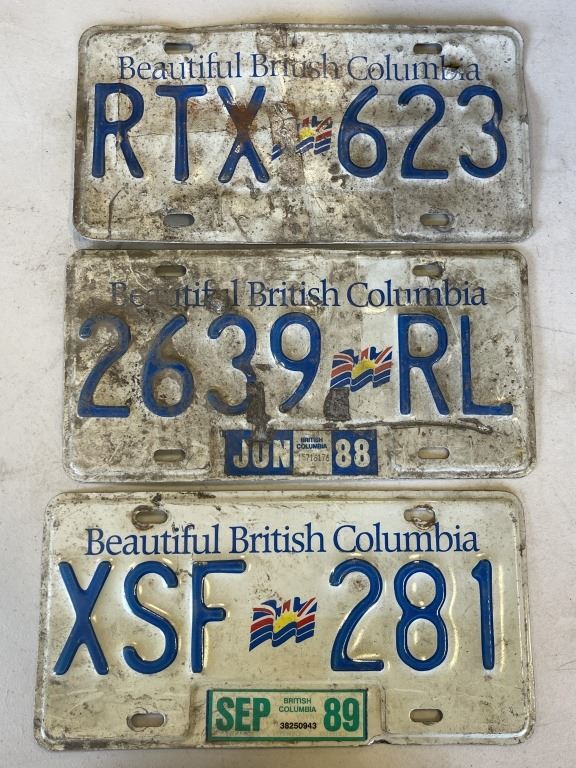 Beautiful British Columbia
RTX 623
Beautiful British Columbia
2639 RL
JUN BRITISH COLUMBIA 88
Beautiful British Columbia
XSF 281
SEP BRITISH COLUMBIA 38250943 89